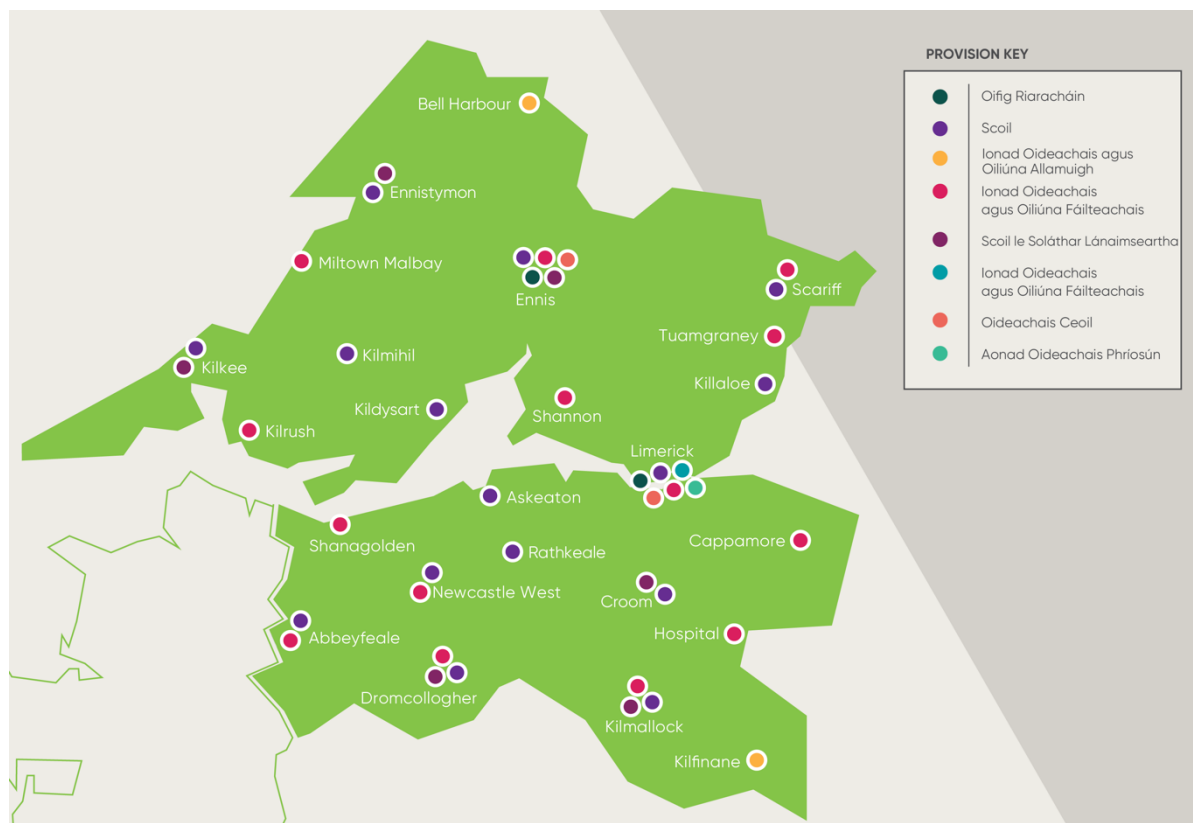 PROVISION KEY
Oifig Riaracháin
Scoil
Ionad Oideachais agus
Oiliúna Allamuigh
Ionad Oideachais
agus Oiliúna Fáilteachais
Scoil le Soláthar Lánaimseartha
Ionad Oideachais
agus Oiliúna Fáilteachais
Oideachais Ceoil
Aonad Oideachais Phríosún
Bell Harbour
Ennistymon
Miltown Malbay
Ennis
Scariff
Tuamgraney
Kilmihil
Kilkee
Killaloe
Kildysart
Shannon
Kilrush
Limerick
Askeaton
Shanagolden
Cappamore
Rathkeale
Newcastle West
Croom
Hospital
Abbeyfeale
Dromcollogher
Kilmallock
Kilfinane